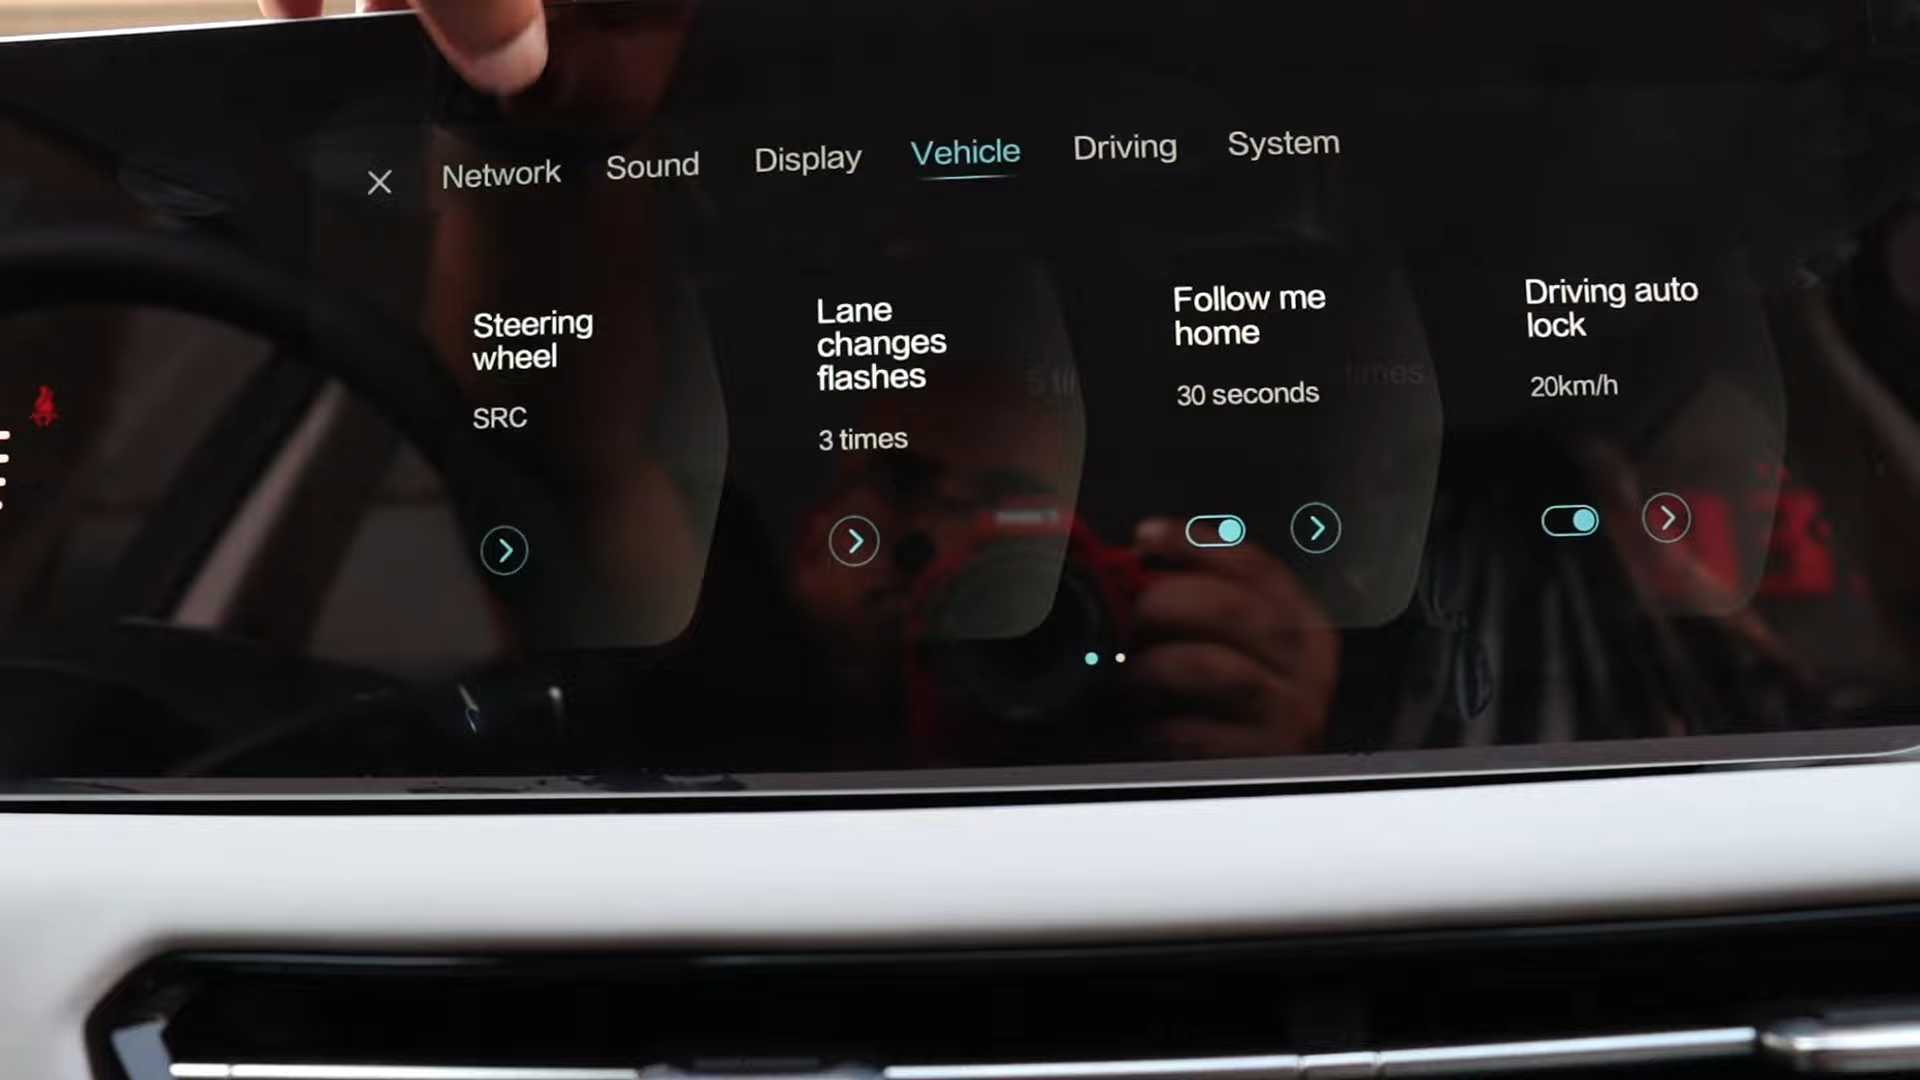 Network Sound Display Vehicle Driving System
Steering
wheel
SRC
Lane
changes
flashes
3 times
Follow me
home
30 seconds
Driving auto
lock
20km/h
times